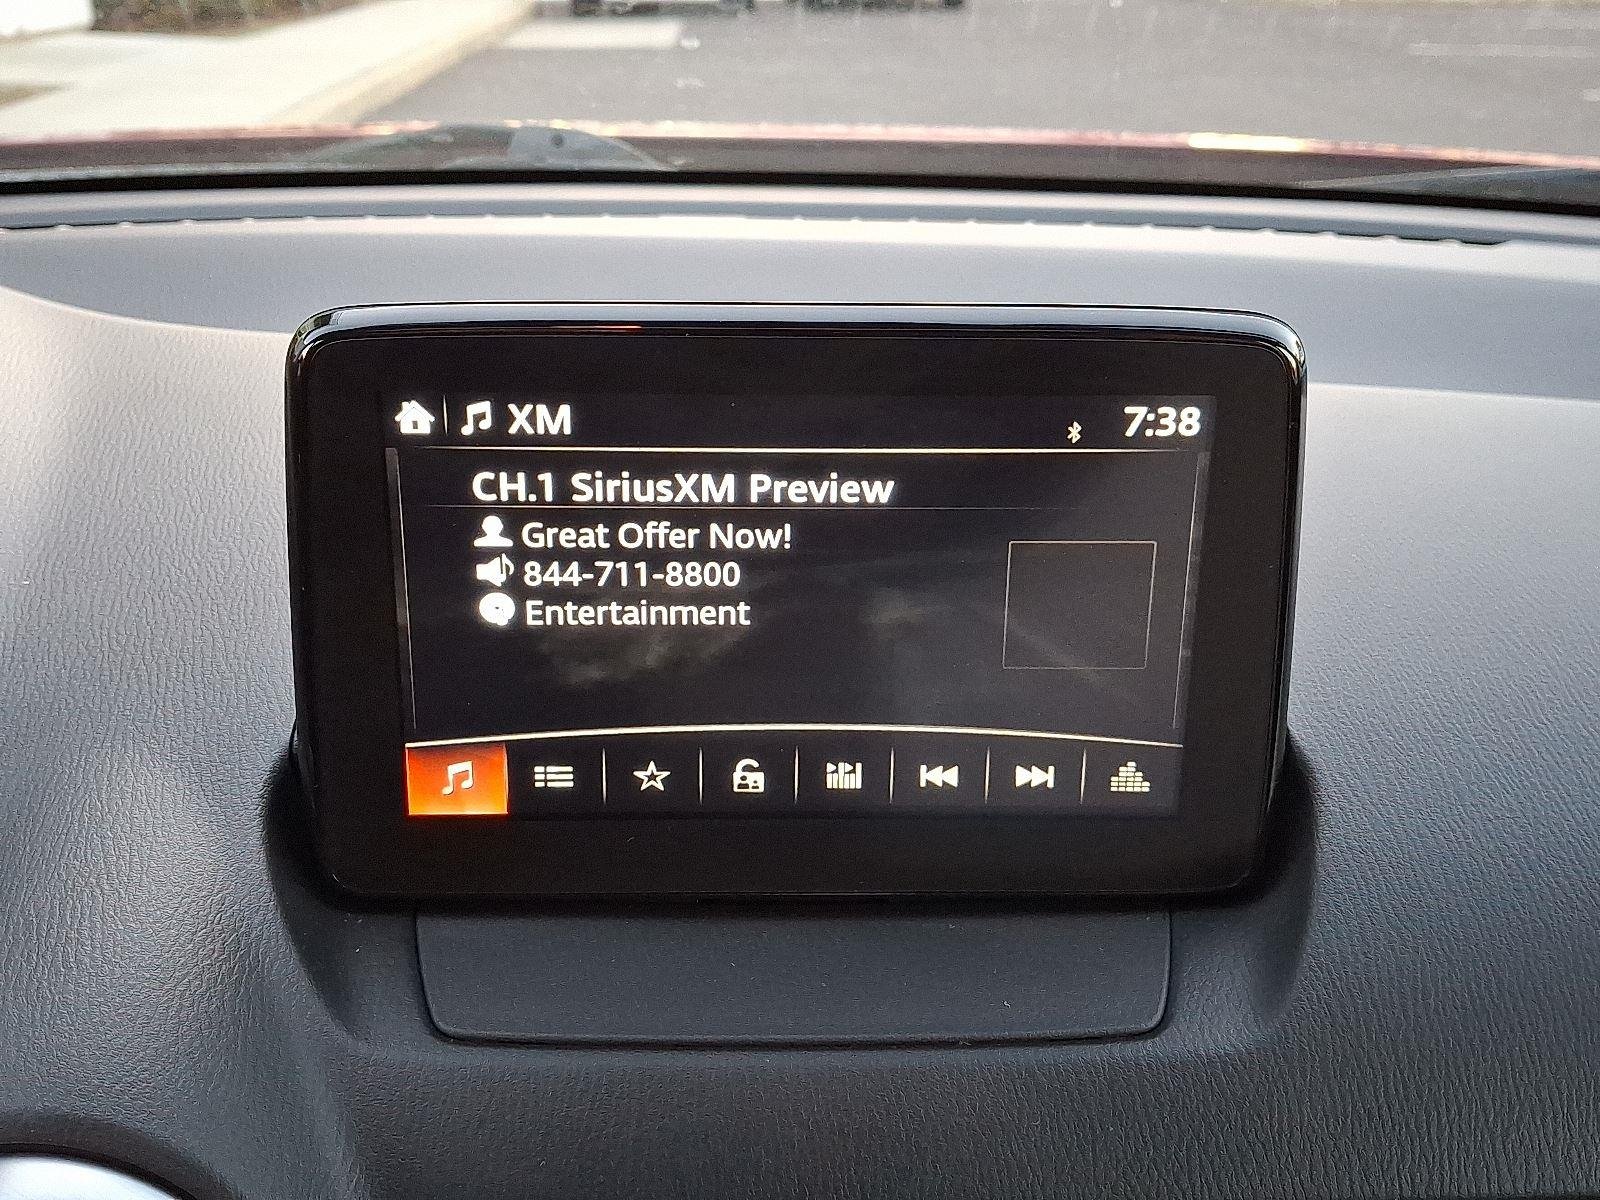 XM
7:38
CH.1 SiriusXM Preview
Great Offer Now!
844-711-8800
Entertainment